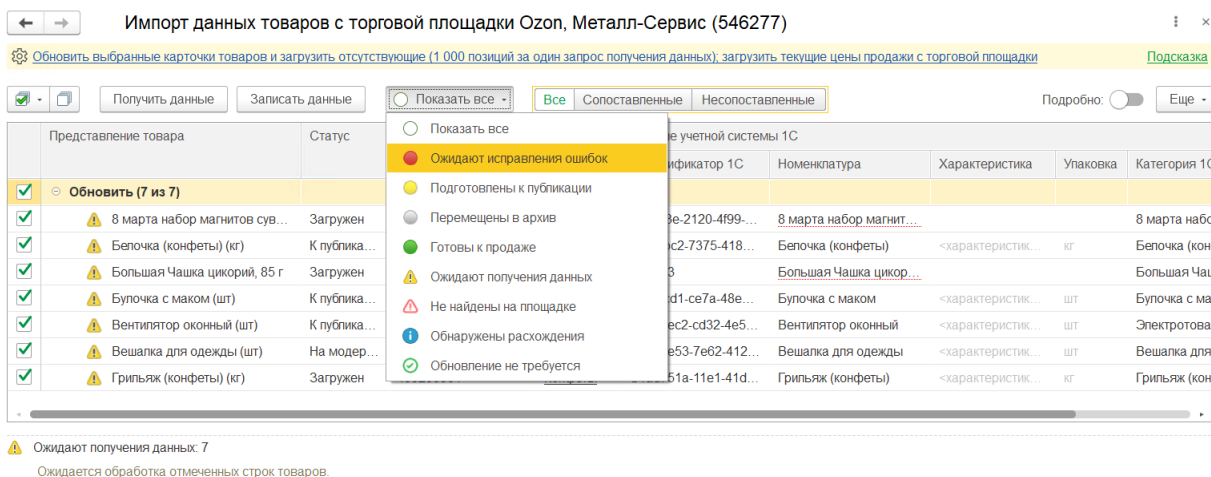 Импорт данных товаров с торговой площадки Ozon, Металл-Сервис (546277)
Обновить выбранные карточки товаров и загрузить отсутствующие (1 000 позиций за один запрос получения данных); загрузить текущие цены продажи с торговой площадки Подсказка
Получить данные Записать данные Показать все Все Сопоставленные Несопоставленные Подробно: Еще
Представление товара Статус е учетной системы 1С
ификатор 1С Номенклатура Характеристика Упаковка Категория 1С
Показать все
Ожидают исправления ошибок
Подготовлены к публикации
Перемещены в архив
Готовы к продаже
Ожидают получения данных
Не найдены на площадке
Обнаружены расхождения
Обновление не требуется
Обновить (7 из 7)
8 марта набор магнитов сув... Загружен 3e-2120-4f99-... 8 марта набор магнит... 8 марта набо
Белочка (конфеты) (кг) К публика... c2-7375-418... Белочка (конфеты) <характеристик... кг Белочка (кон
Большая Чашка цикорий, 85 г Загружен 3 Большая Чашка цикор... Большая Чаш
Булочка с маком (шт) К публика... d1-ce7a-48e... Булочка с маком <характеристик... шт Булочка с ма
Вентилятор оконный (шт) К публика... ec2-cd32-4e5... Вентилятор оконный <характеристик... шт Электротова
Вешалка для одежды (шт) На модер... e53-7e62-412... Вешалка для одежды <характеристик... шт Вешалка для
Грильяж (конфеты) (кг) Загружен 51a-11e1-41d... Грильяж (конфеты) <характеристик... кг Грильяж (кон
Ожидают получения данных: 7
Ожидается обработка отмеченных строк товаров.